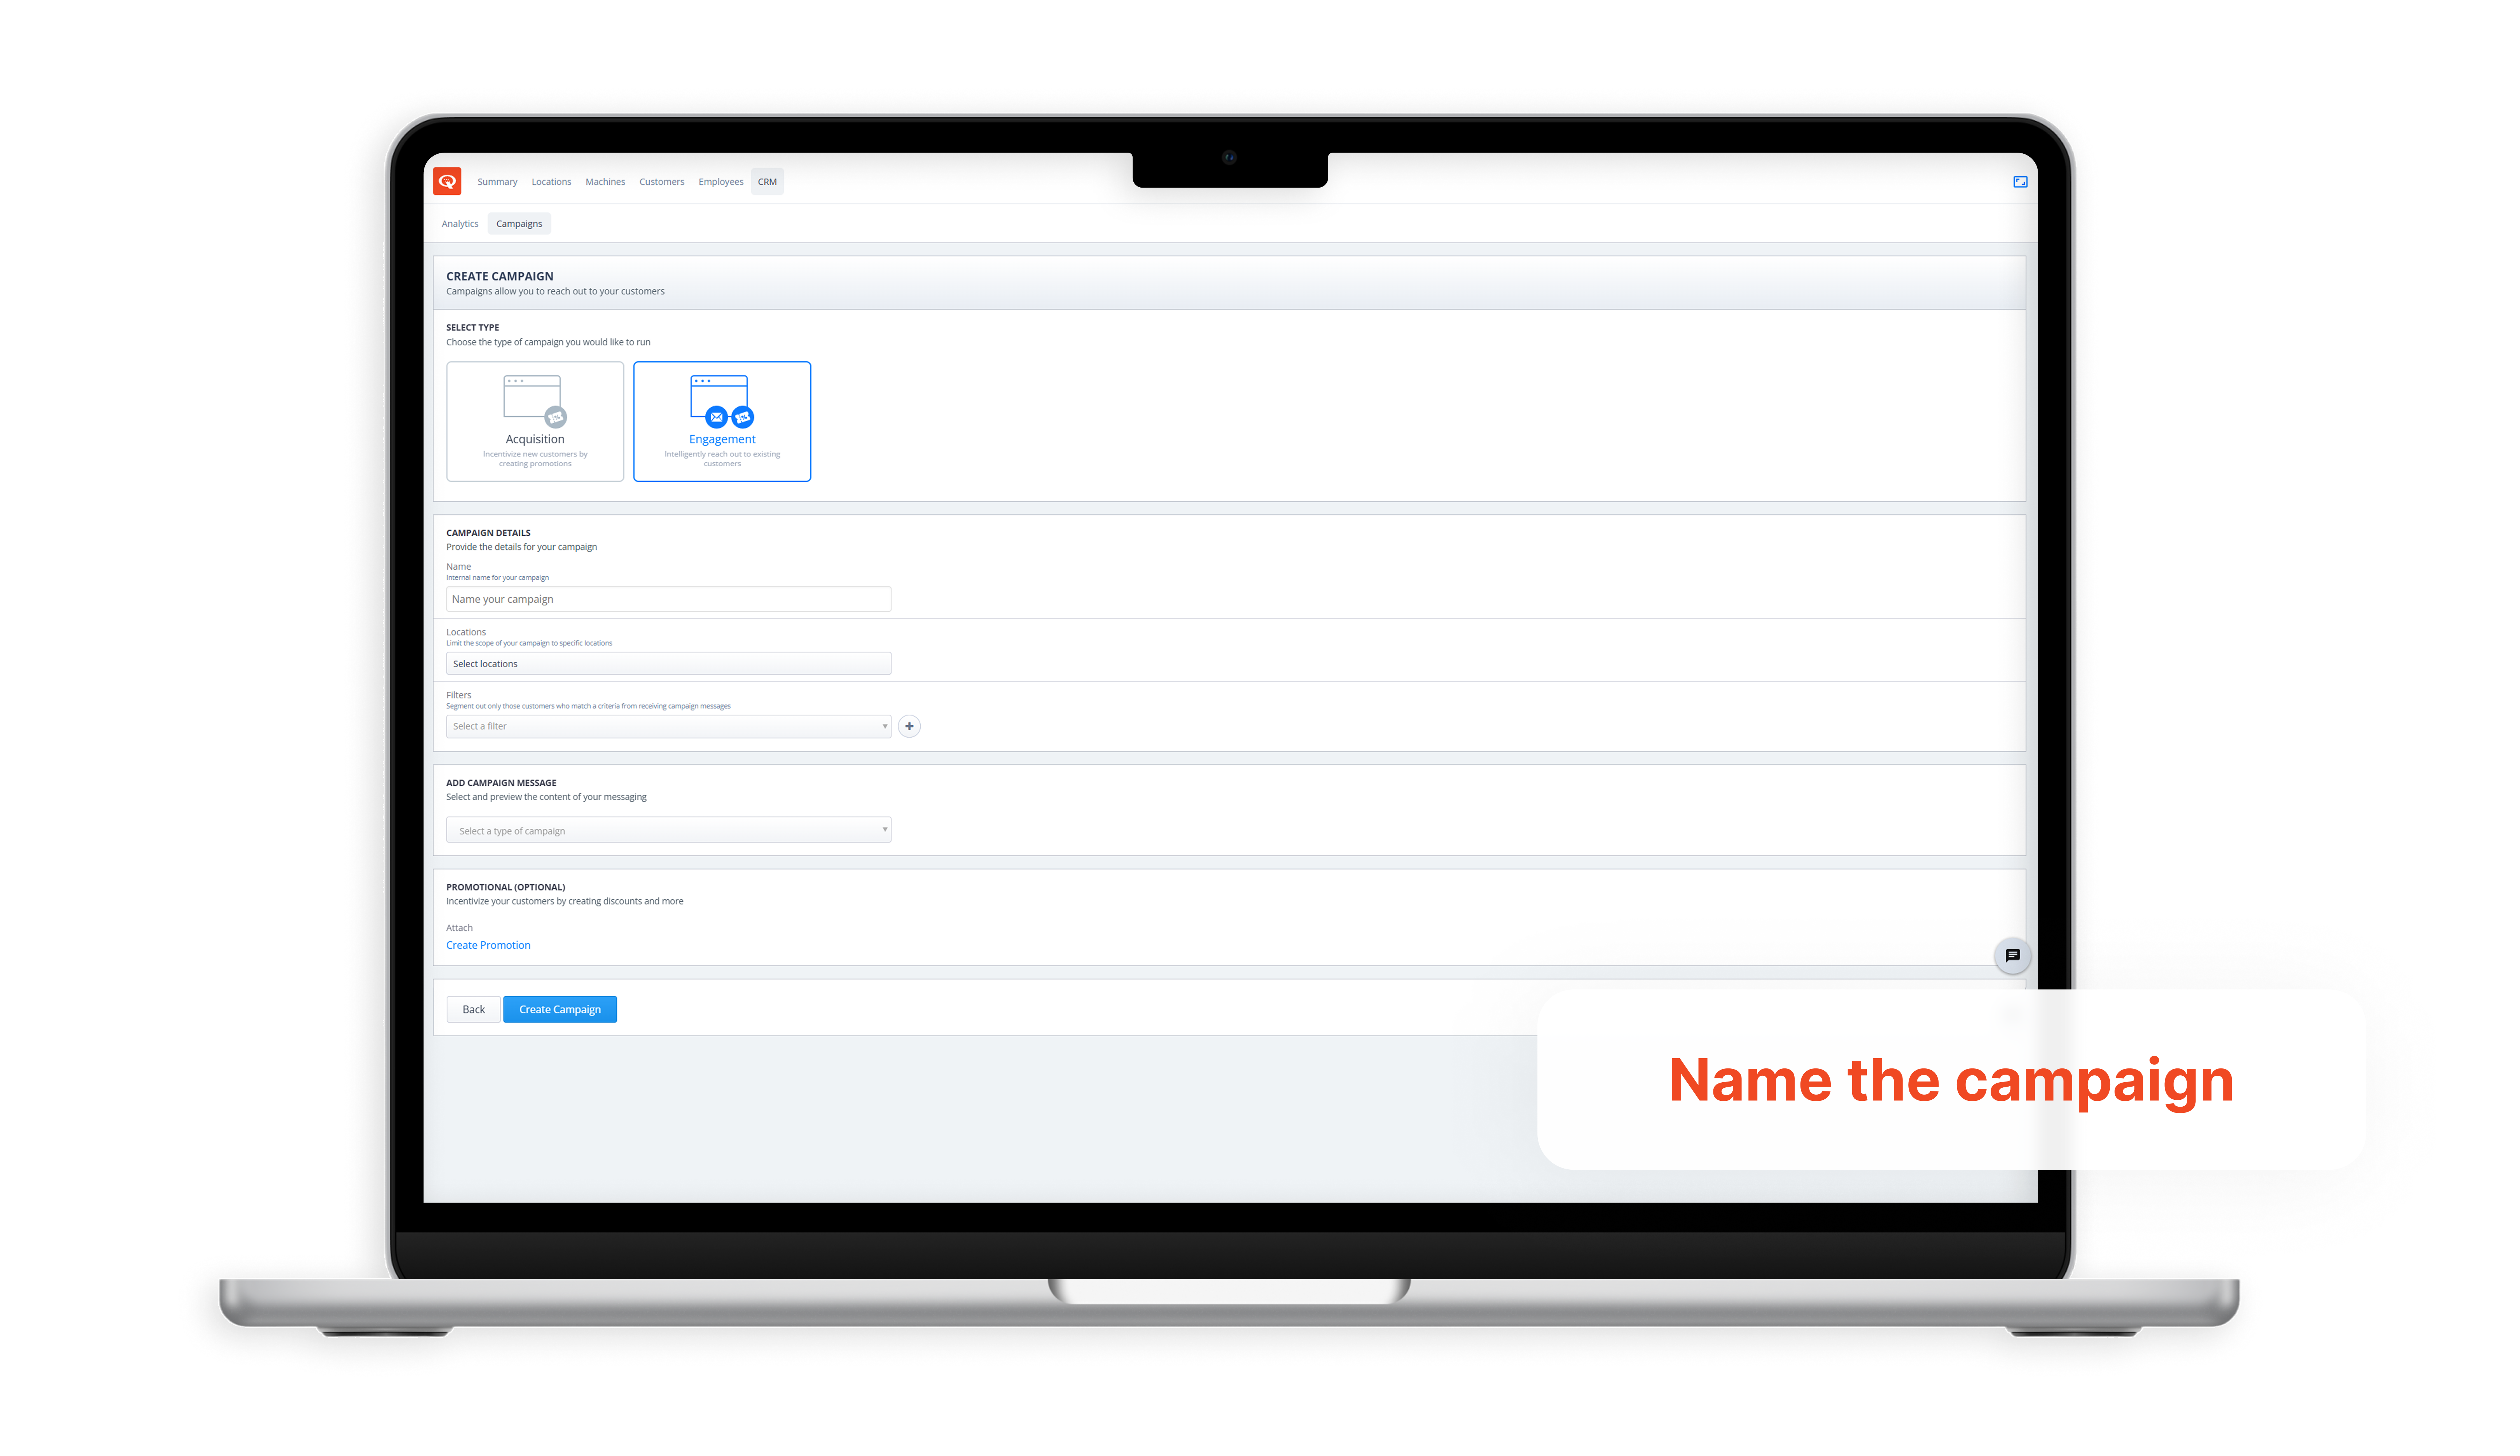 Summary Locations Machines Customers Employees CRM
Analytics Campaigns
CREATE CAMPAIGN
Campaigns allow you to reach out to your customers
SELECT TYPE
Choose the type of campaign you would like to run
Acquisition
Incentivize new customers by
creating promotions
Engagement
Intelligently reach out to existing
customers
CAMPAIGN DETAILS
Provide the details for your campaign
Name
Internal name for your campaign
Name your campaign
Locations
Limit the scope of your campaign to specific locations
Select locations
Filters
Segment out only those customers who match a criteria from receiving campaign messages
Select a filter
ADD CAMPAIGN MESSAGE
Select and preview the content of your messaging
Select a type of campaign
PROMOTIONAL (OPTIONAL)
Incentivize your customers by creating discounts and more
Attach
Create Promotion
Back Create Campaign
Name the campaign